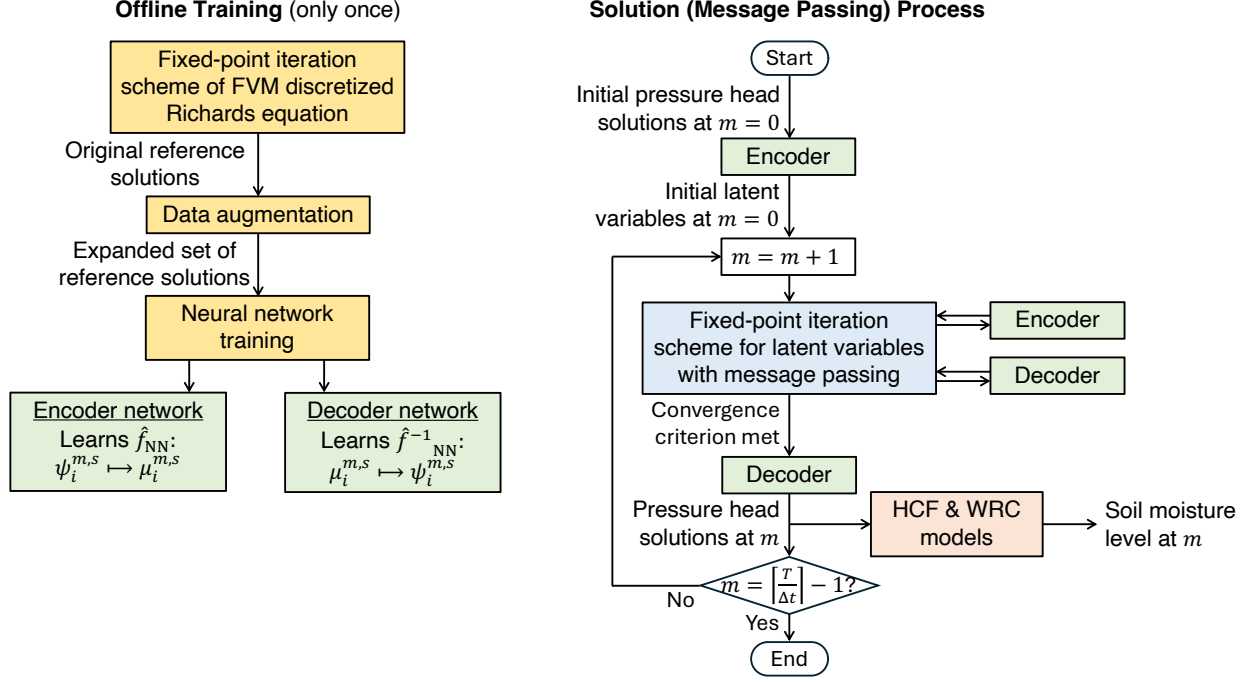 Offline Training (only once)
Fixed-point iteration
scheme of FVM discretized
Richards equation
Original reference
solutions
Data augmentation
Expanded set of
reference solutions
Neural network
training
Encoder network
Learns f̂_NN:
ψ_i^{m,s} ↦ μ_i^{m,s}
Decoder network
Learns f̂^{-1}_NN:
μ_i^{m,s} ↦ ψ_i^{m,s}
Solution (Message Passing) Process
Start
Initial pressure head
solutions at m = 0
Encoder
Initial latent
variables at m = 0
m = m + 1
Fixed-point iteration
scheme for latent variables
with message passing
Encoder
Decoder
Convergence
criterion met
Decoder
Pressure head
solutions at m
HCF & WRC
models
Soil moisture
level at m
m = ⌈T/Δt⌉ − 1?
No
Yes
End